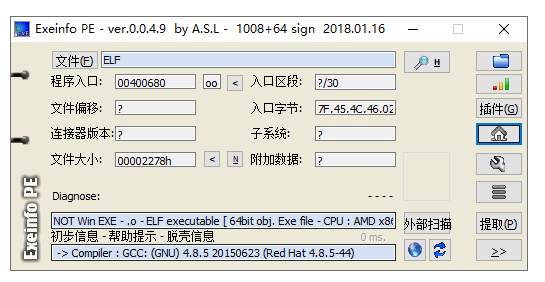 Exeinfo PE - ver.0.0.4.9 by A.S.L - 1008+64 sign 2018.01.16
文件(F) ELF H
程序入口: 00400680 oo < 入口区段: ?/30
文件偏移: ? 入口字节: 7F.45.4C.46.02 插件(G)
连接器版本: ? 子系统: ?
文件大小: 00002278h < N 附加数据: ?
Diagnose: - - - -
NOT Win EXE - .o - ELF executable [ 64bit obj. Exe file - CPU : AMD x86 外部扫描 提取(P)
初步信息 - 帮助提示 - 脱壳信息 0 ms.
-> Compiler : GCC: (GNU) 4.8.5 20150623 (Red Hat 4.8.5-44) >>
Exeinfo PE